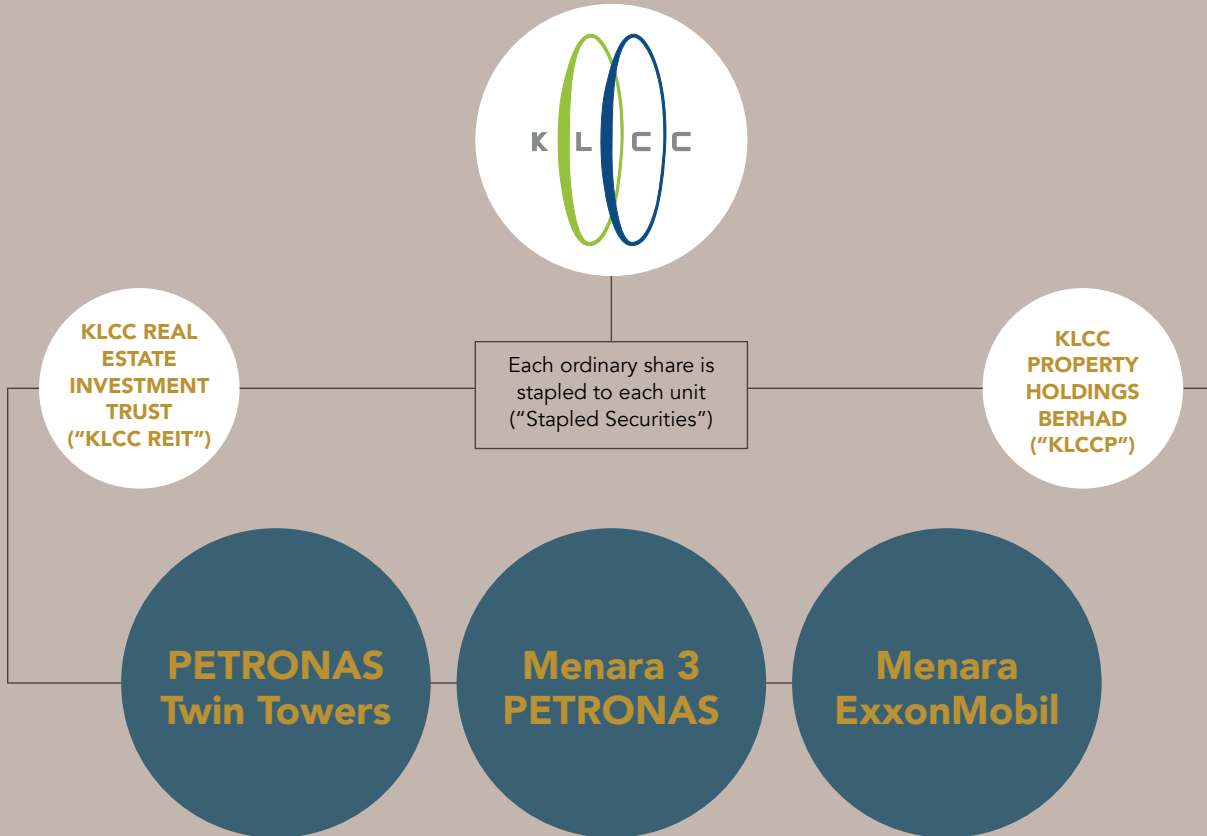 K L C C
KLCC REAL
ESTATE
INVESTMENT
TRUST
(“KLCC REIT”)
Each ordinary share is
stapled to each unit
(“Stapled Securities”)
KLCC
PROPERTY
HOLDINGS
BERHAD
(“KLCCP”)
PETRONAS
Twin Towers
Menara 3
PETRONAS
Menara
ExxonMobil